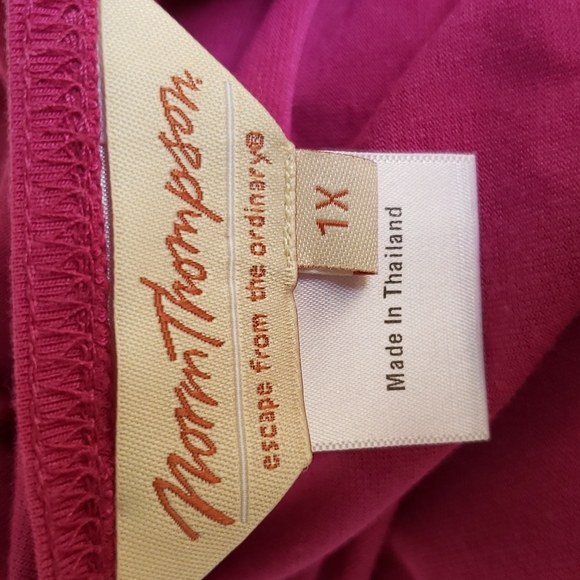 Norm Thompson
escape from the ordinary®
1X
Made In Thailand